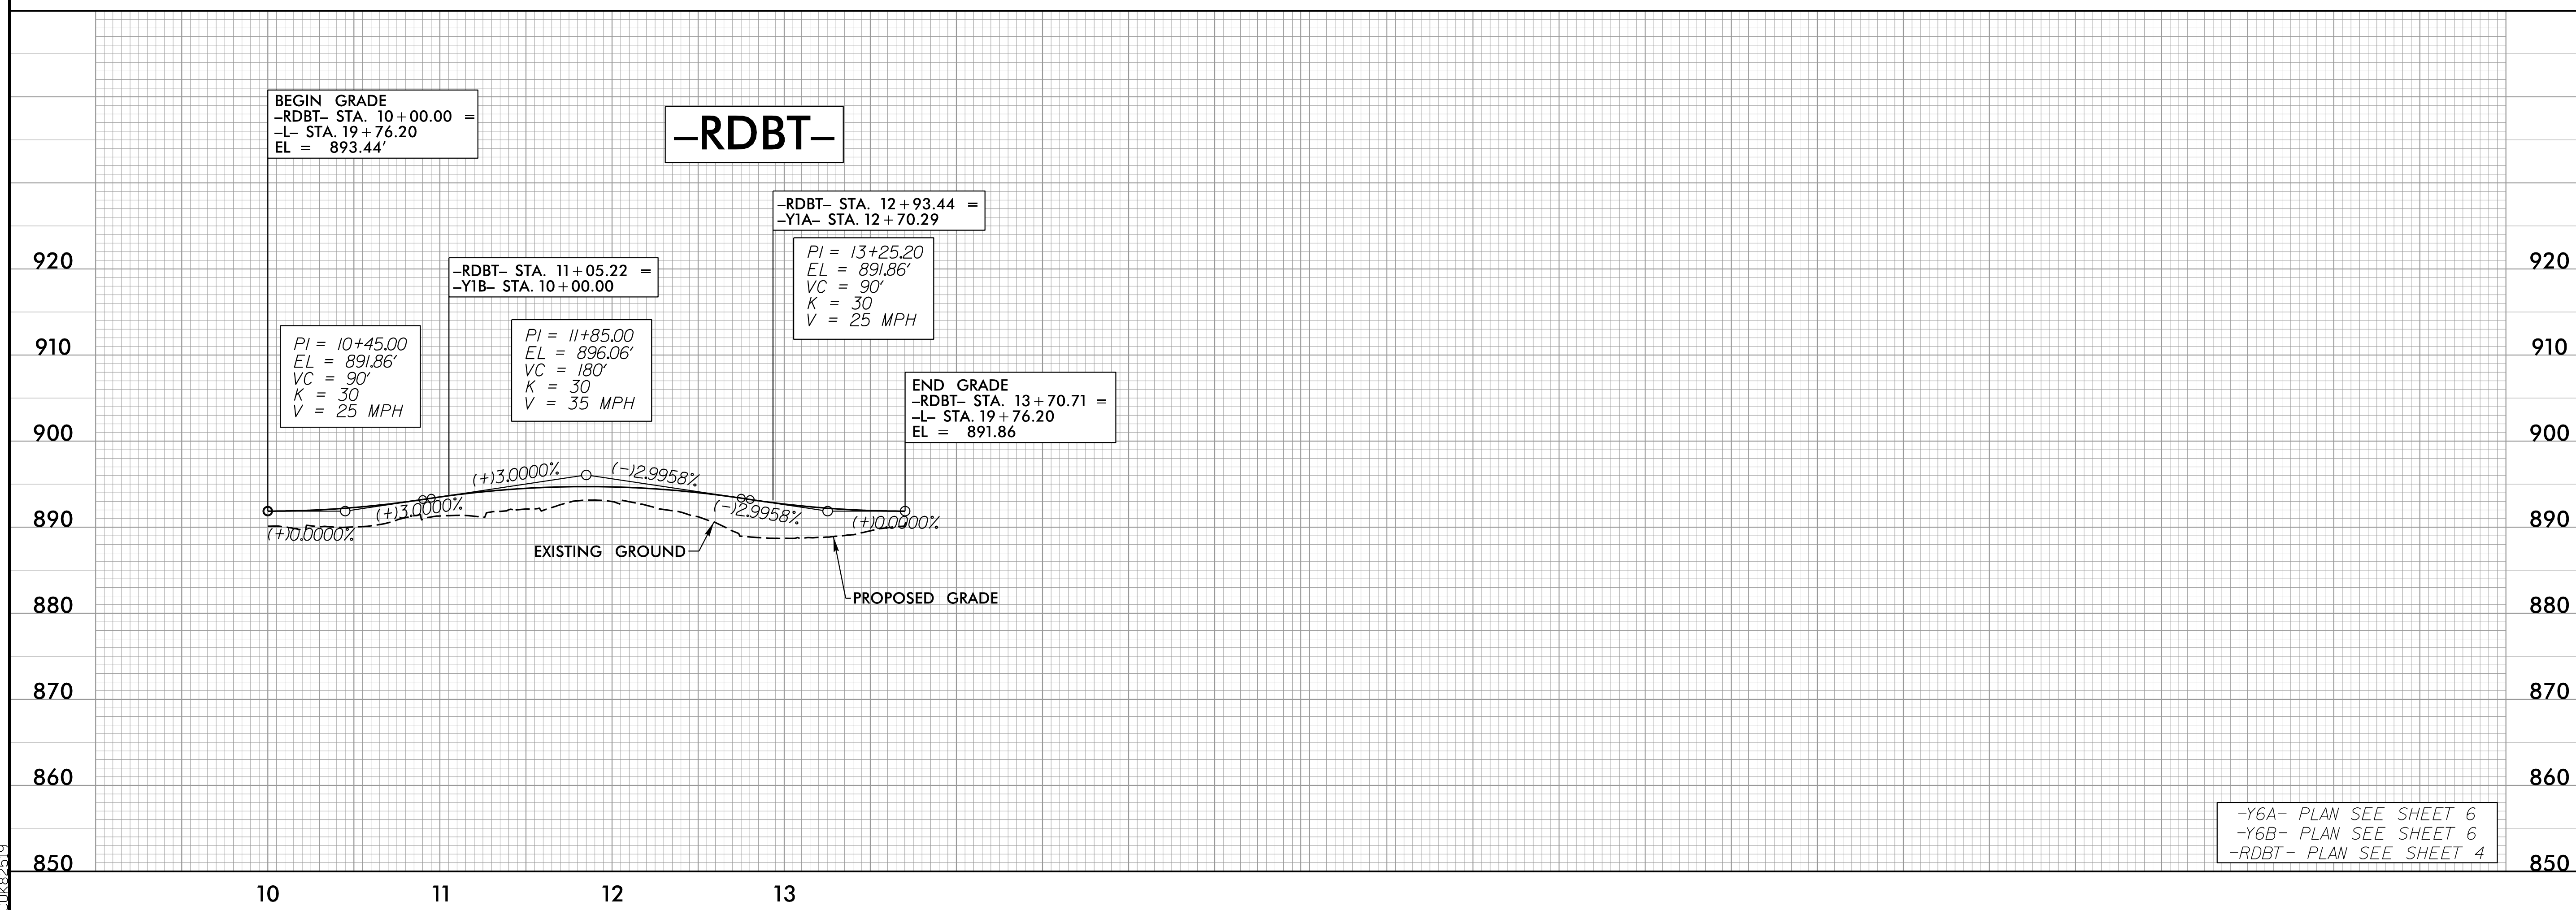 BEGIN GRADE
–RDBT– STA. 10+00.00 =
–L– STA. 19+76.20
EL = 893.44'
–RDBT–
–RDBT– STA. 12+93.44 =
–Y1A– STA. 12+70.29
PI = 13+25.20
EL = 891.86'
VC = 90'
K = 30
V = 25 MPH
–RDBT– STA. 11+05.22 =
–Y1B– STA. 10+00.00
PI = 10+45.00
EL = 891.86'
VC = 90'
K = 30
V = 25 MPH
PI = 11+85.00
EL = 896.06'
VC = 180'
K = 30
V = 35 MPH
END GRADE
–RDBT– STA. 13+70.71 =
–L– STA. 19+76.20
EL = 891.86
(+)3.0000%
(-)2.9958%
(+)3.0000%
(-)2.9958%
(+)0.0000%
(+)0.0000%
EXISTING GROUND
PROPOSED GRADE
920
920
910
910
900
900
890
890
880
880
870
870
860
860
850
850
-Y6A- PLAN SEE SHEET 6
-Y6B- PLAN SEE SHEET 6
-RDBT- PLAN SEE SHEET 4
10
11
12
13